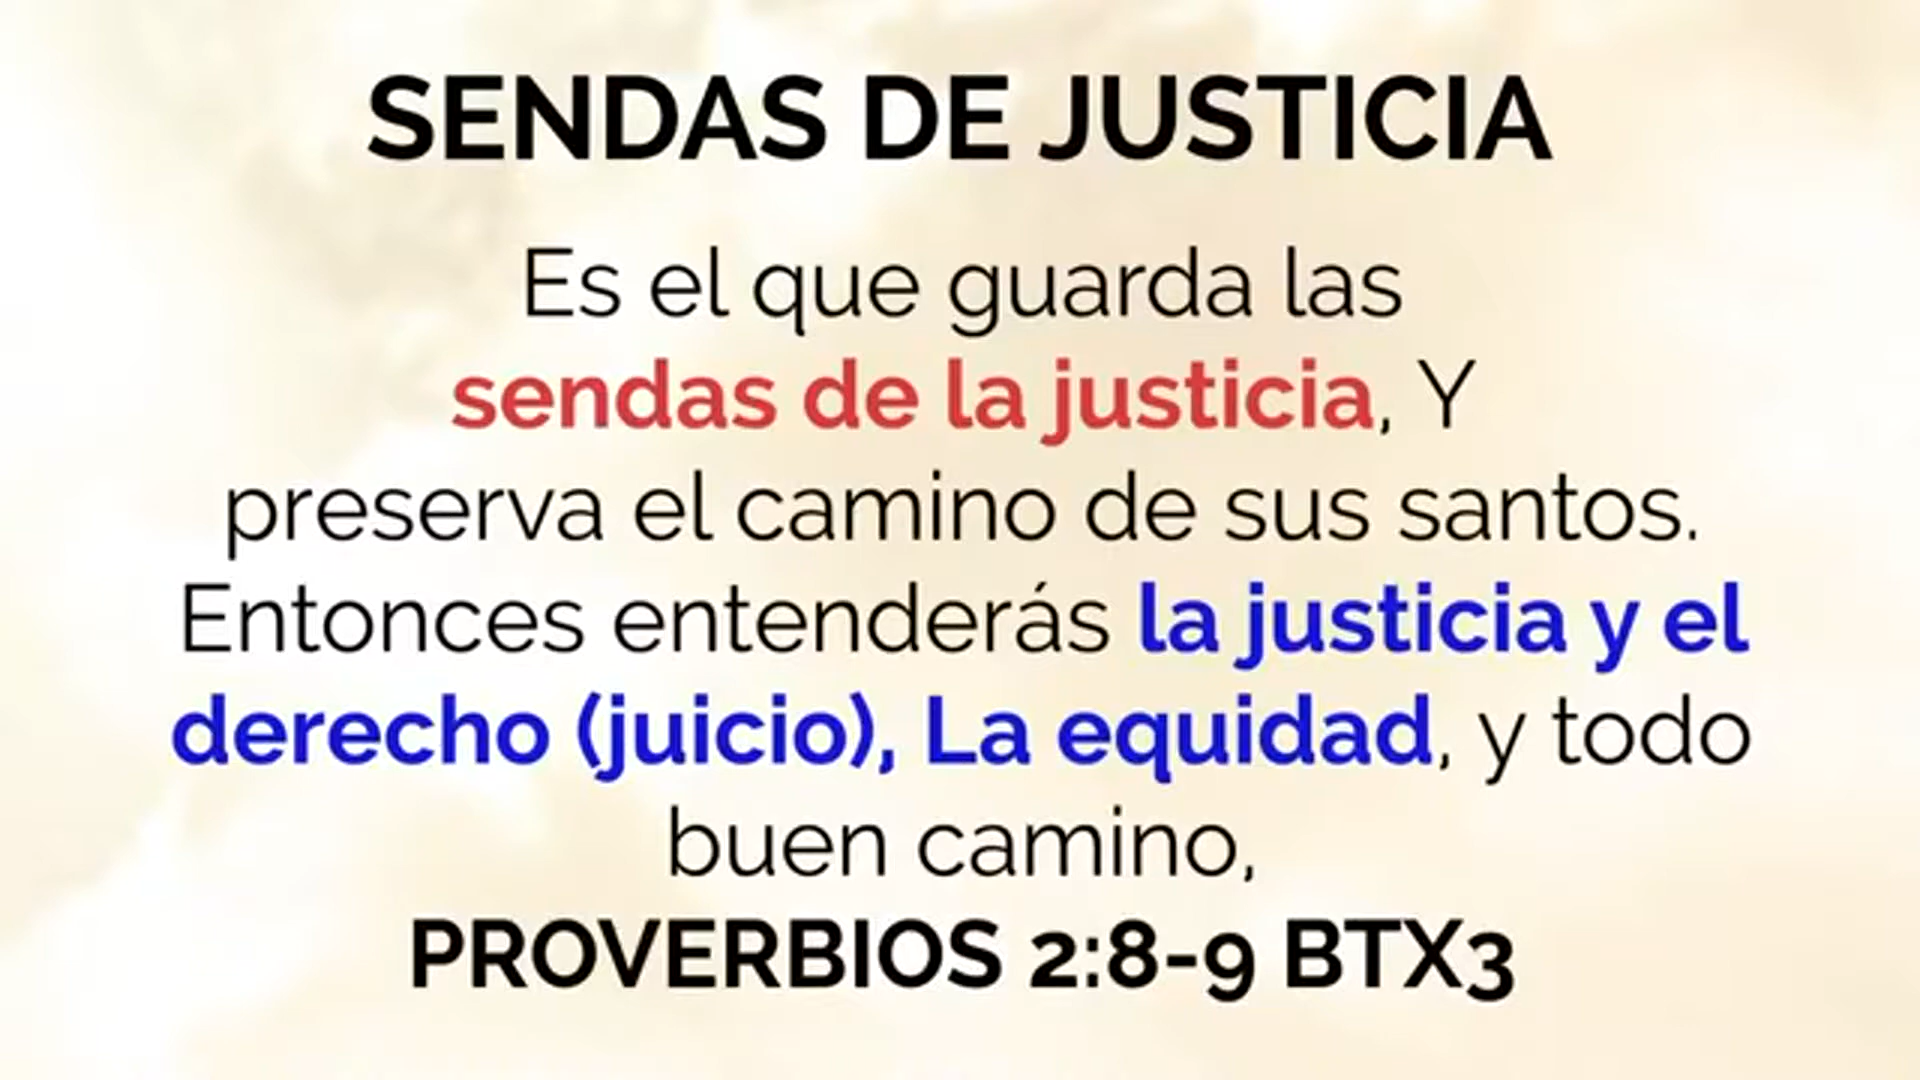 SENDAS DE JUSTICIA
Es el que guarda las
sendas de la justicia, Y
preserva el camino de sus santos.
Entonces entenderás la justicia y el
derecho (juicio), La equidad, y todo
buen camino,
PROVERBIOS 2:8-9 BTX3